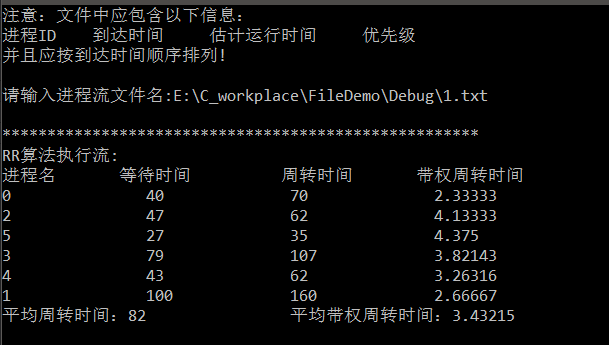 注意：文件中应包含以下信息：
进程ID 到达时间 估计运行时间 优先级
并且应按到达时间顺序排列!
请输入进程流文件名:E:\C_workplace\FileDemo\Debug\1.txt
*****************************************************
RR算法执行流:
进程名 等待时间 周转时间 带权周转时间
0 40 70 2.33333
2 47 62 4.13333
5 27 35 4.375
3 79 107 3.82143
4 43 62 3.26316
1 100 160 2.66667
平均周转时间：82 平均带权周转时间：3.43215